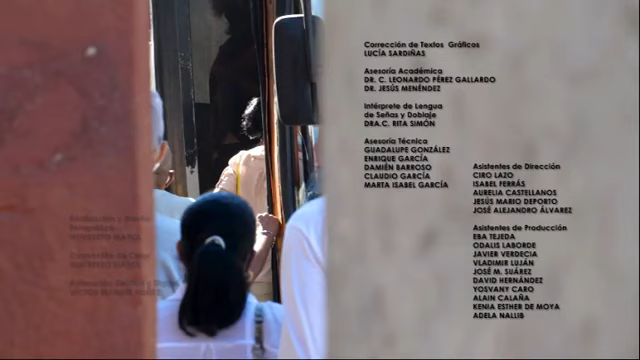 Corrección de Textos Gráficos
LUCÍA SARDIÑAS
Asesoría Académica
DR. C. LEONARDO PÉREZ GALLARDO
DR. JESÚS MENÉNDEZ
Intérprete de Lengua
de Señas y Doblaje
DRA.C. RITA SIMÓN
Asesoría Técnica
GUADALUPE GONZÁLEZ
ENRIQUE GARCÍA
DAMIÉN BARROSO
CLAUDIO GARCÍA
MARTA ISABEL GARCÍA
Asistentes de Dirección
CIRO LAZO
ISABEL FERRÁS
AURELIA CASTELLANOS
JESÚS MARIO DEPORTO
JOSÉ ALEJANDRO ÁLVAREZ
Asistentes de Producción
EBA TEJEDA
ODALIS LABORDE
JAVIER VERDECIA
VLADIMIR LUJÁN
JOSÉ M. SUÁREZ
DAVID HERNÁNDEZ
YOSVANY CARO
ALAIN CALAÑA
KENIA ESTHER DE MOYA
ADELA NALLIB